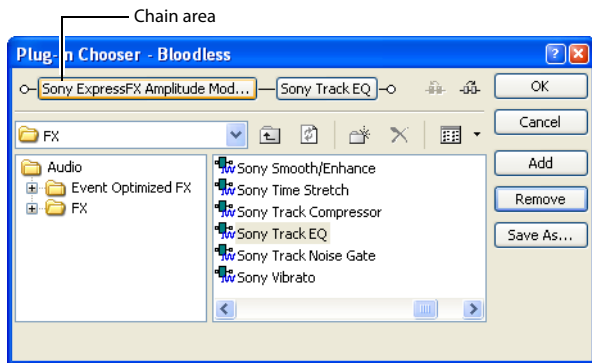 Chain area
Plug-In Chooser - Bloodless
Sony ExpressFX Amplitude Mod... Sony Track EQ
OK
Cancel
FX
Add
Remove
Save As...
Audio
Event Optimized FX
FX
Sony Smooth/Enhance
Sony Time Stretch
Sony Track Compressor
Sony Track EQ
Sony Track Noise Gate
Sony Vibrato